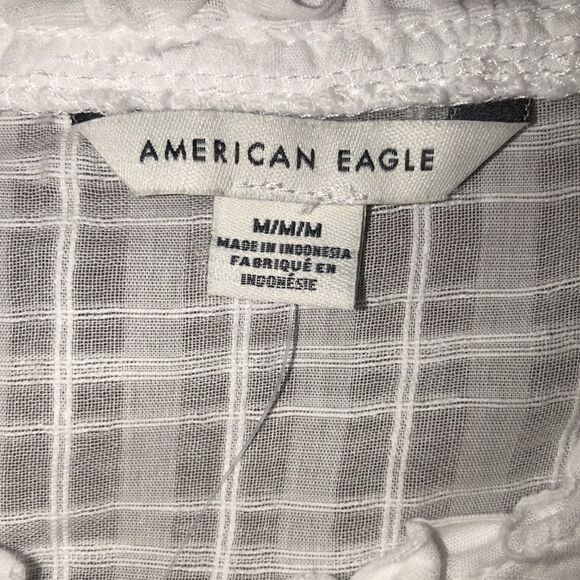 AMERICAN EAGLE
M/M/M
MADE IN INDONESIA
FABRIQUÉ EN
INDONÉSIE